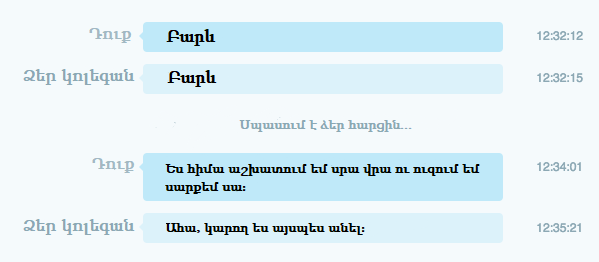 Դուք
Բարև
12:32:12
Ձեր կոլեգան
Բարև
12:32:15
Սպասում է ձեր հարցին...
Դուք
Ես հիմա աշխատում եմ սրա վրա ու ուզում եմ
սարքեմ սա:
12:34:01
Ձեր կոլեգան
Ահա, կարող ես այսպես անել:
12:35:21